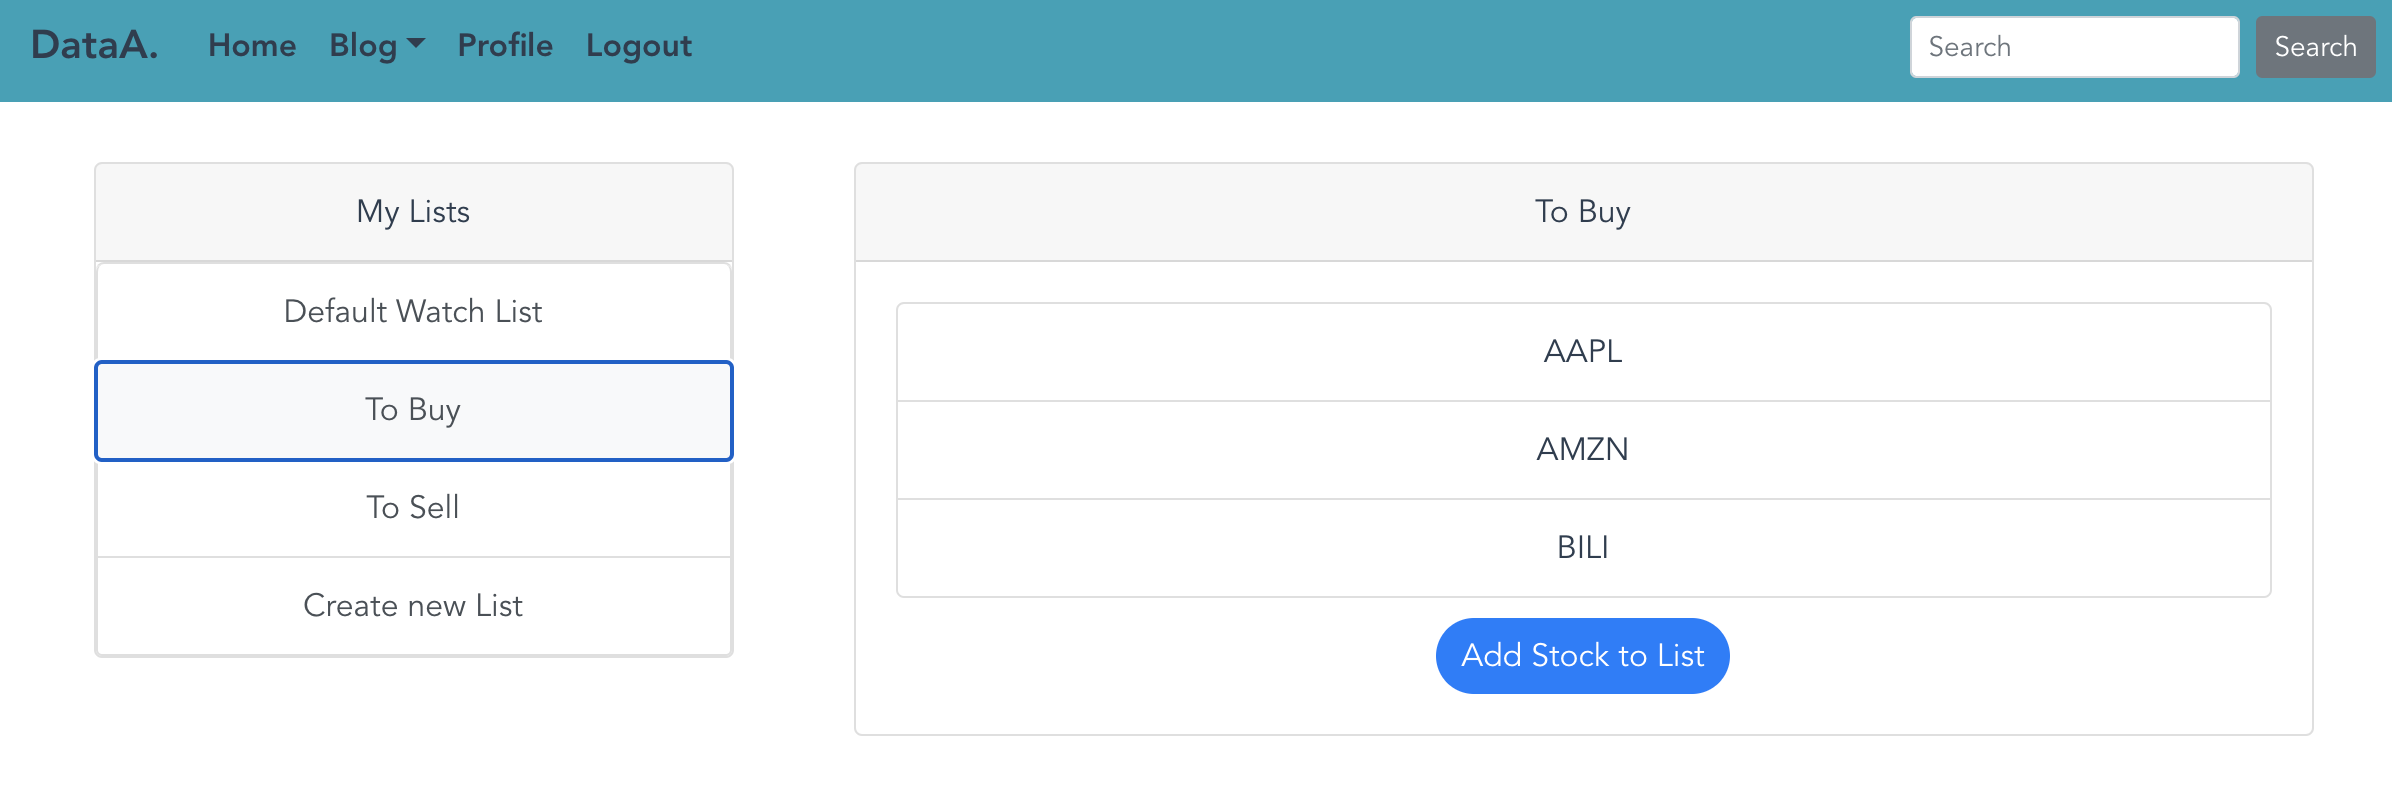 DataA. Home Blog Profile Logout Search Search
My Lists
Default Watch List
To Buy
To Sell
Create new List
To Buy
AAPL
AMZN
BILI
Add Stock to List